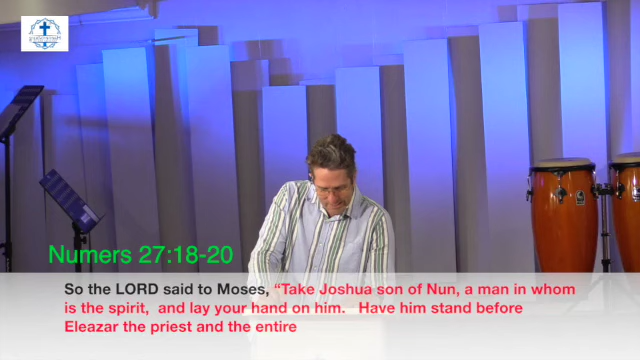 Numers 27:18-20
So the LORD said to Moses, “Take Joshua son of Nun, a man in whom
is the spirit,  and lay your hand on him.   Have him stand before
Eleazar the priest and the entire